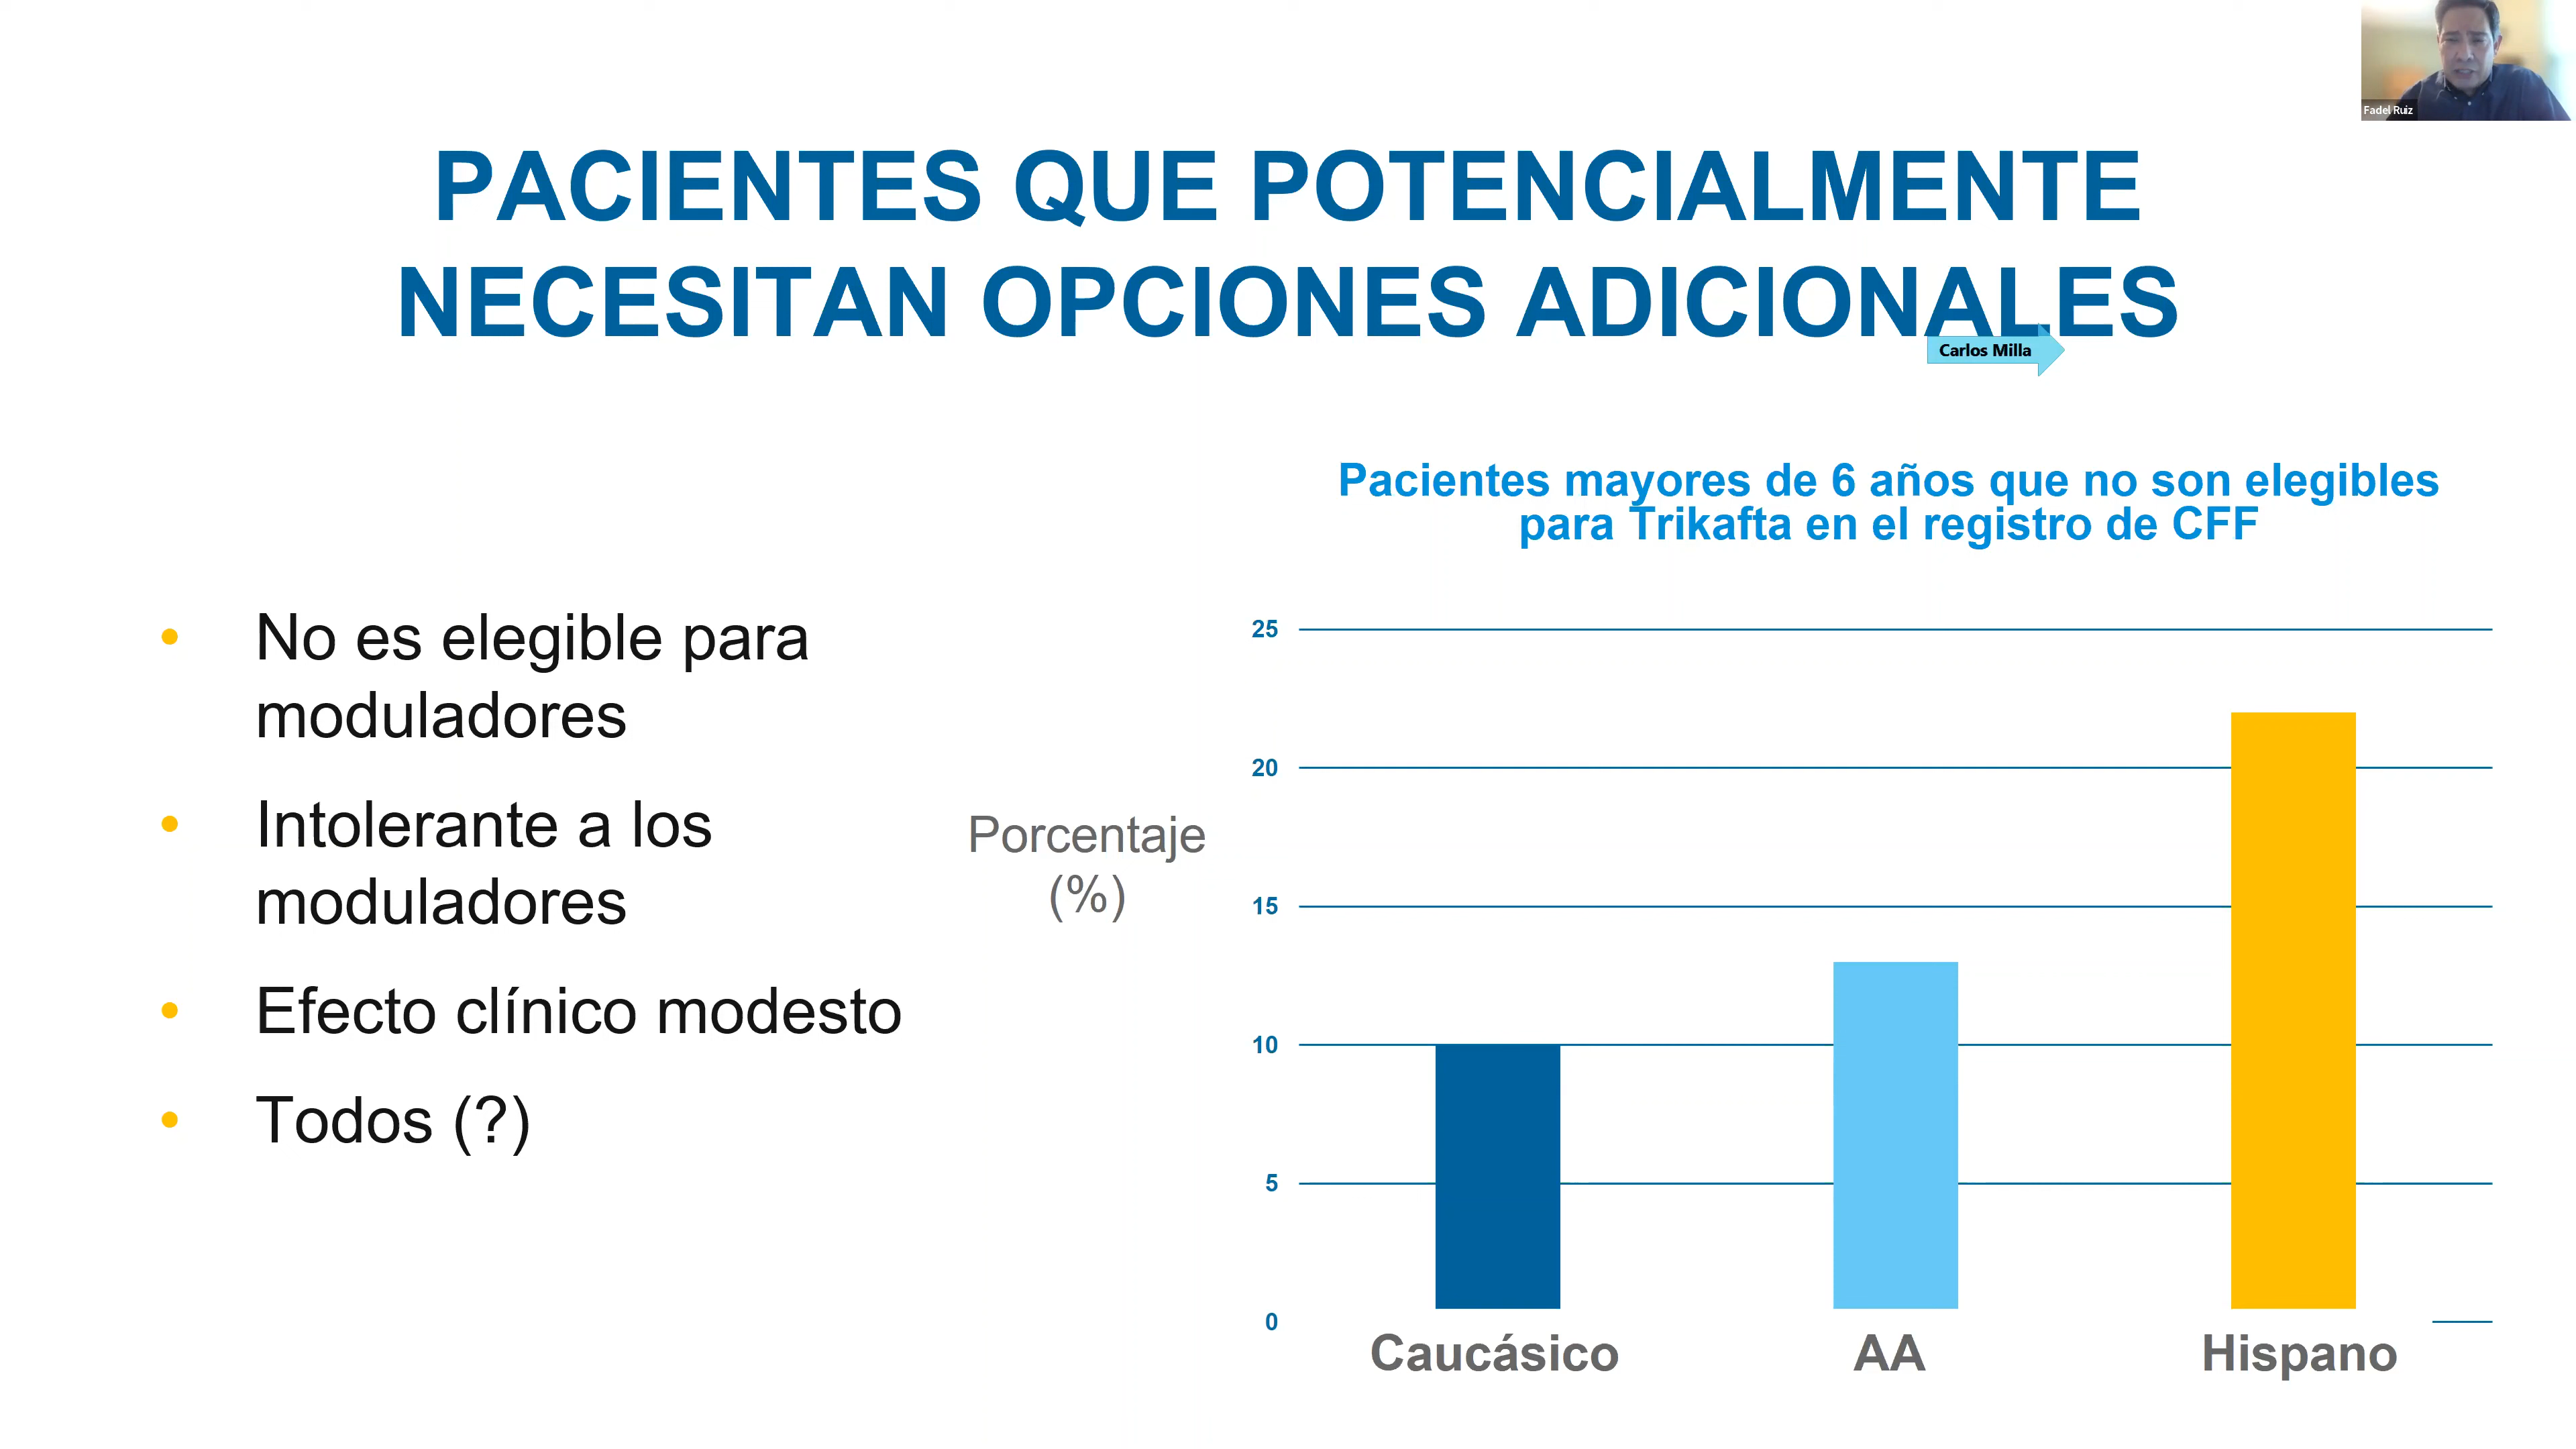 Fadel Ruiz
PACIENTES QUE POTENCIALMENTE
NECESITAN OPCIONES ADICIONALES
Carlos Milla
Pacientes mayores de 6 años que no son elegibles
para Trikafta en el registro de CFF
• No es elegible para
moduladores
• Intolerante a los
moduladores
• Efecto clínico modesto
• Todos (?)
Porcentaje
(%)
25
20
15
10
5
0
Caucásico
AA
Hispano